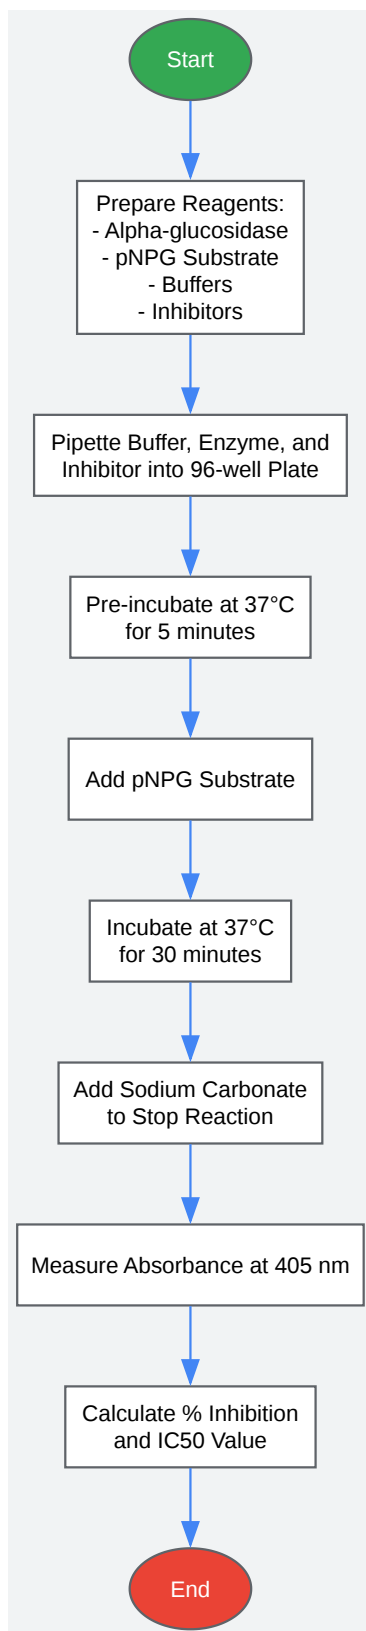 Start
Prepare Reagents:
- Alpha-glucosidase
- pNPG Substrate
- Buffers
- Inhibitors
Pipette Buffer, Enzyme, and
Inhibitor into 96-well Plate
Pre-incubate at 37°C
for 5 minutes
Add pNPG Substrate
Incubate at 37°C
for 30 minutes
Add Sodium Carbonate
to Stop Reaction
Measure Absorbance at 405 nm
Calculate % Inhibition
and IC50 Value
End